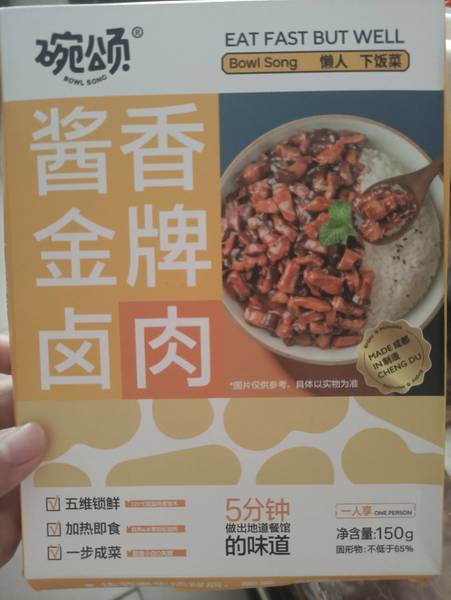 碗颂®
BOWL SONG
EAT FAST BUT WELL
Bowl Song 懒人 下饭菜
酱香
金牌
卤肉
MADE 成都
IN 制造 CHENG DU
*图片仅供参考，具体以实物为准
五维锁鲜
加热即食
一步成菜
5分钟
做出地道餐馆
的味道
一人享 ONE PERSON
净含量:150g
固形物:不低于65%